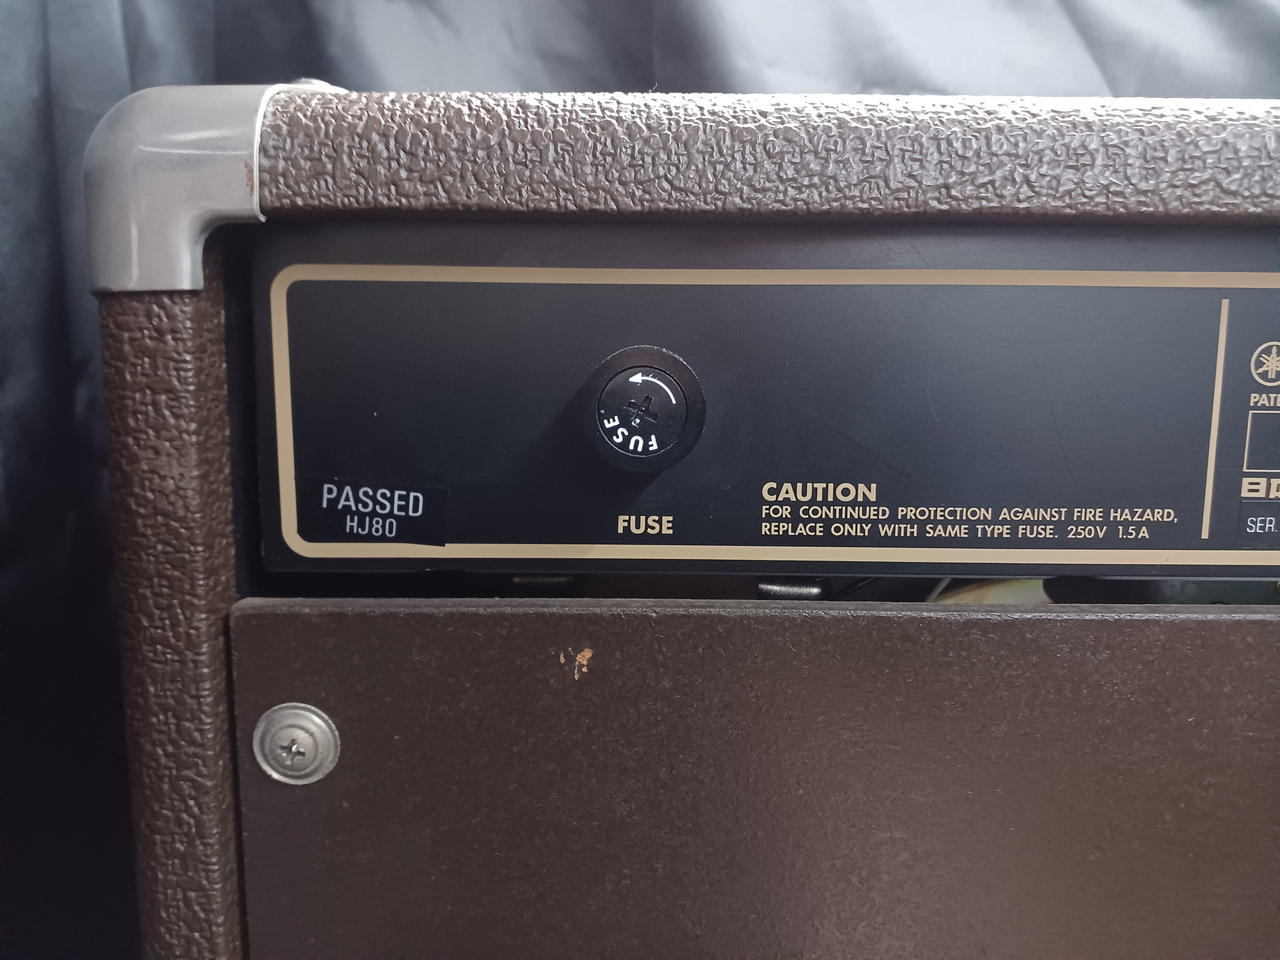 FUSE
PASSED
HJ80
FUSE
CAUTION
FOR CONTINUED PROTECTION AGAINST FIRE HAZARD,
REPLACE ONLY WITH SAME TYPE FUSE. 250V 1.5A
SER.